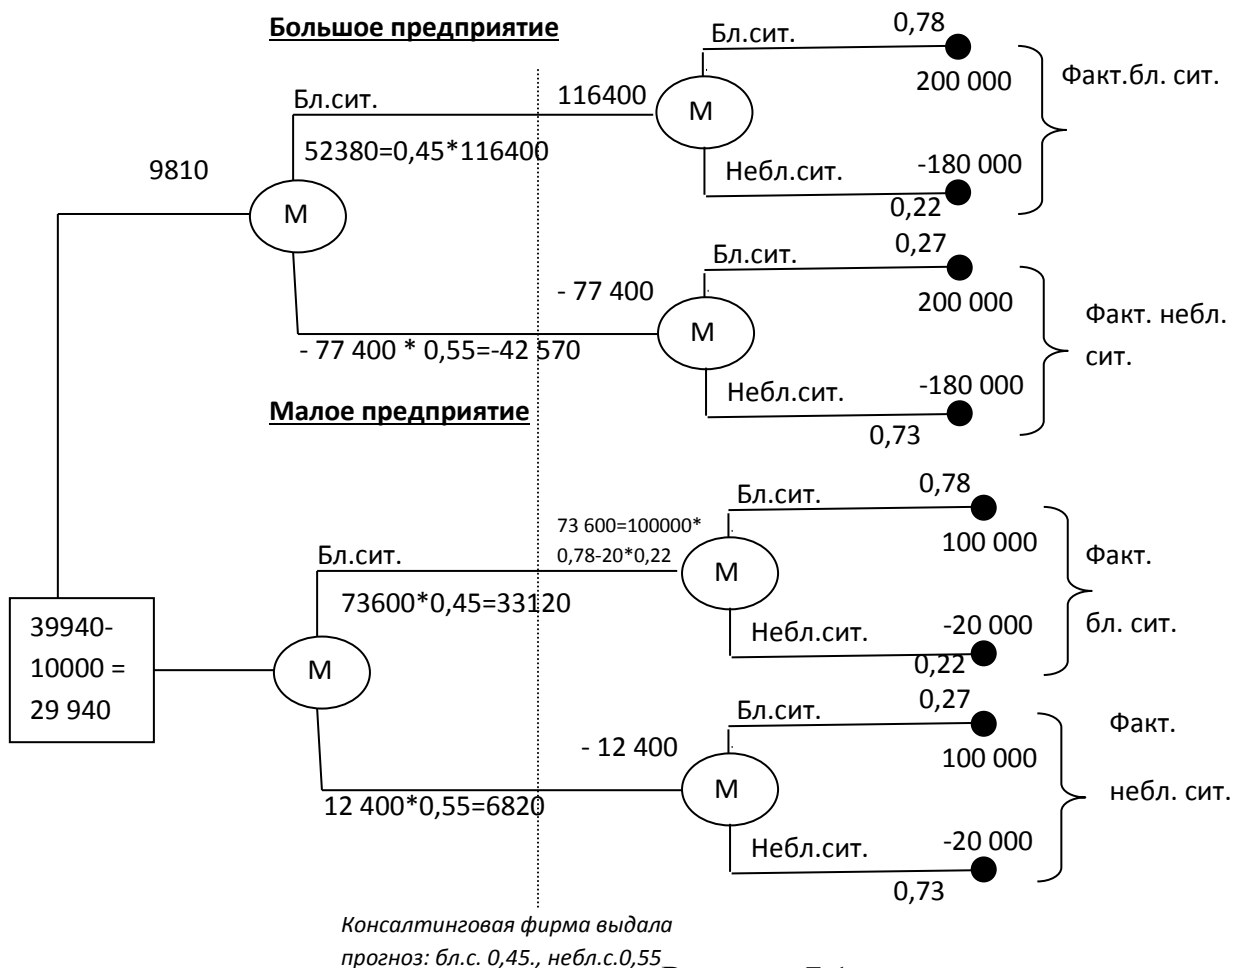 Большое предприятие
Бл.сит.
0,78
200 000
Факт.бл. сит.
Бл.сит.
116400
М
52380=0,45*116400
Небл.сит.
-180 000
0,22
9810
М
Бл.сит.
0,27
200 000
- 77 400
М
Факт. небл.
сит.
- 77 400 * 0,55=-42 570
Небл.сит.
-180 000
0,73
Малое предприятие
Бл.сит.
0,78
100 000
73 600=100000*
0,78-20*0,22
М
Факт.
бл. сит.
Бл.сит.
73600*0,45=33120
Небл.сит.
-20 000
0,22
39940-
10000 =
29 940
М
Бл.сит.
0,27
100 000
Факт.
небл. сит.
- 12 400
М
12 400*0,55=6820
Небл.сит.
-20 000
0,73
Консалтинговая фирма выдала
прогноз: бл.с. 0,45., небл.с.0,55